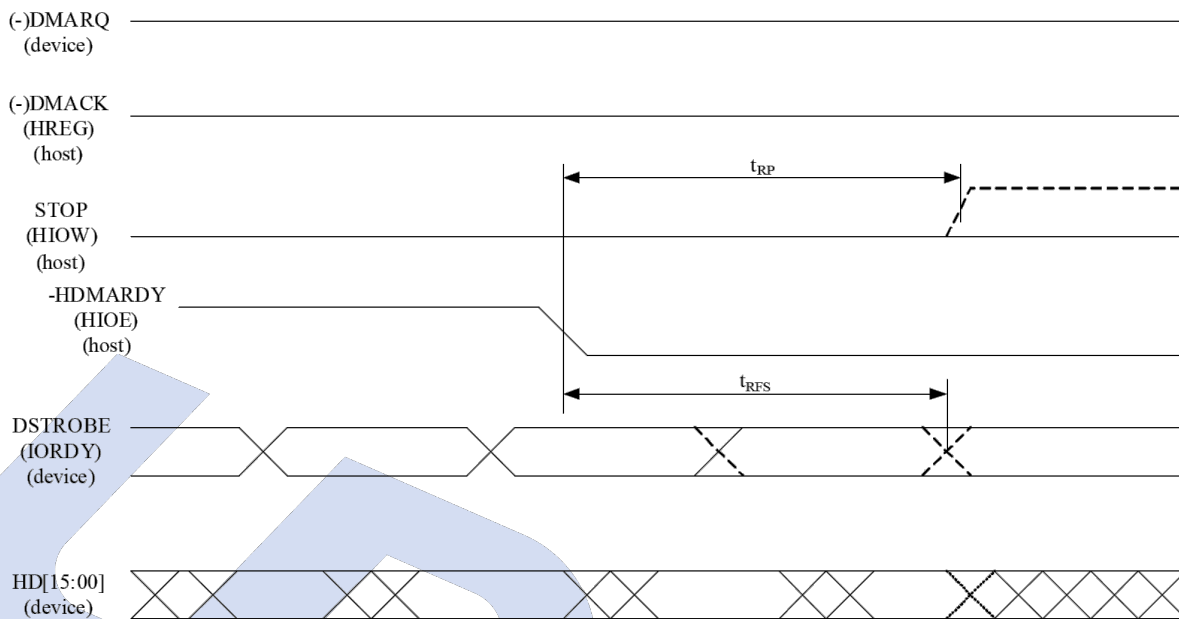 (-)DMARQ
(device)
(-)DMACK
(HREG)
(host)
tRP
STOP
(HIOW)
(host)
-HDMARDY
(HIOE)
(host)
tRFS
DSTROBE
(IORDY)
(device)
HD[15:00]
(device)